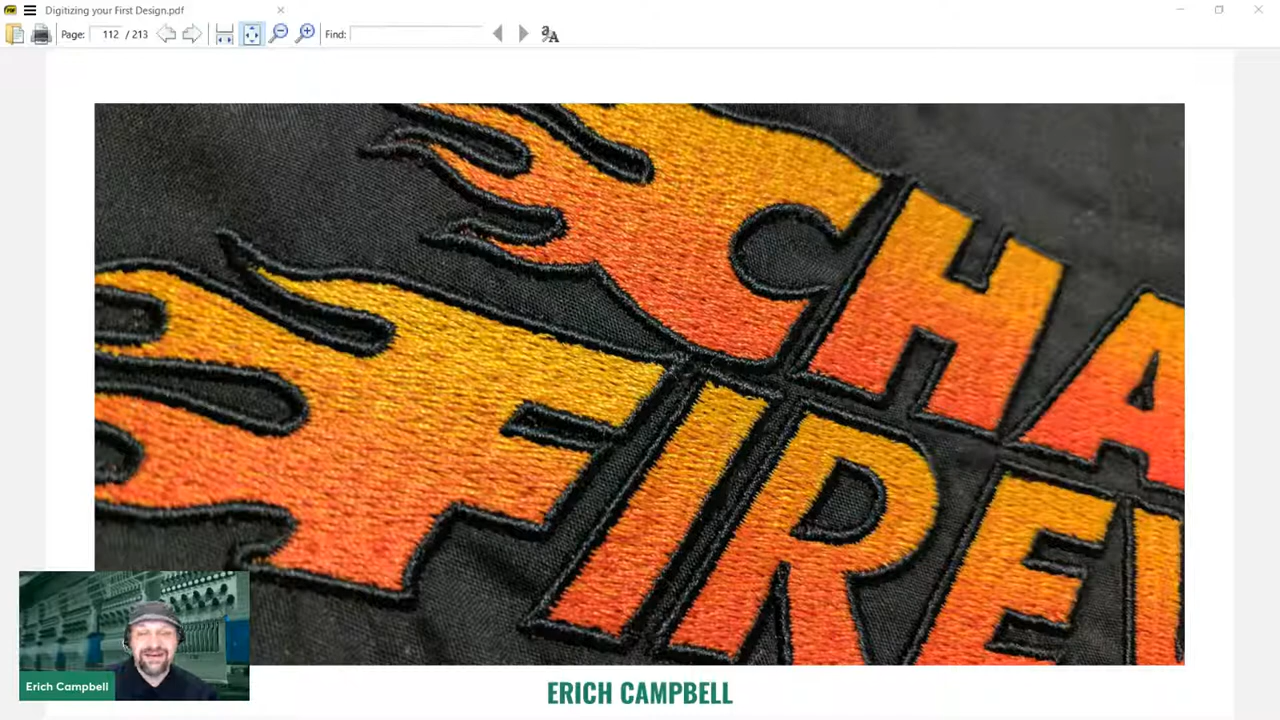 Digitizing your First Design.pdf
Page: 112 / 213
Find:
CHA
FIRE
Erich Campbell
ERICH CAMPBELL